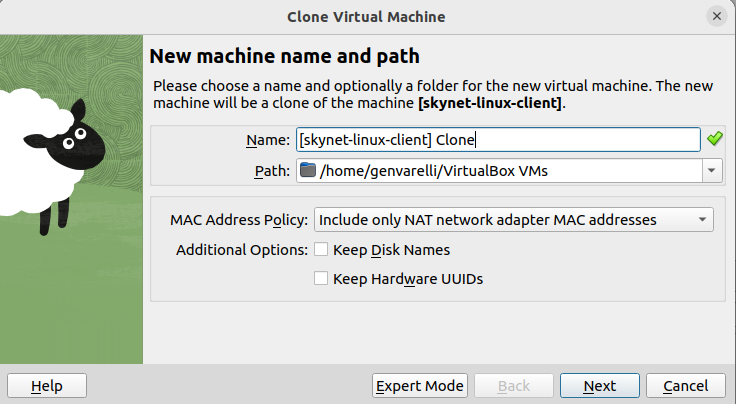 Clone Virtual Machine
New machine name and path
Please choose a name and optionally a folder for the new virtual machine. The new
machine will be a clone of the machine [skynet-linux-client].
Name: [skynet-linux-client] Clone
Path: /home/genvarelli/VirtualBox VMs
MAC Address Policy: Include only NAT network adapter MAC addresses
Additional Options: Keep Disk Names
Keep Hardware UUIDs
Help Expert Mode Back Next Cancel